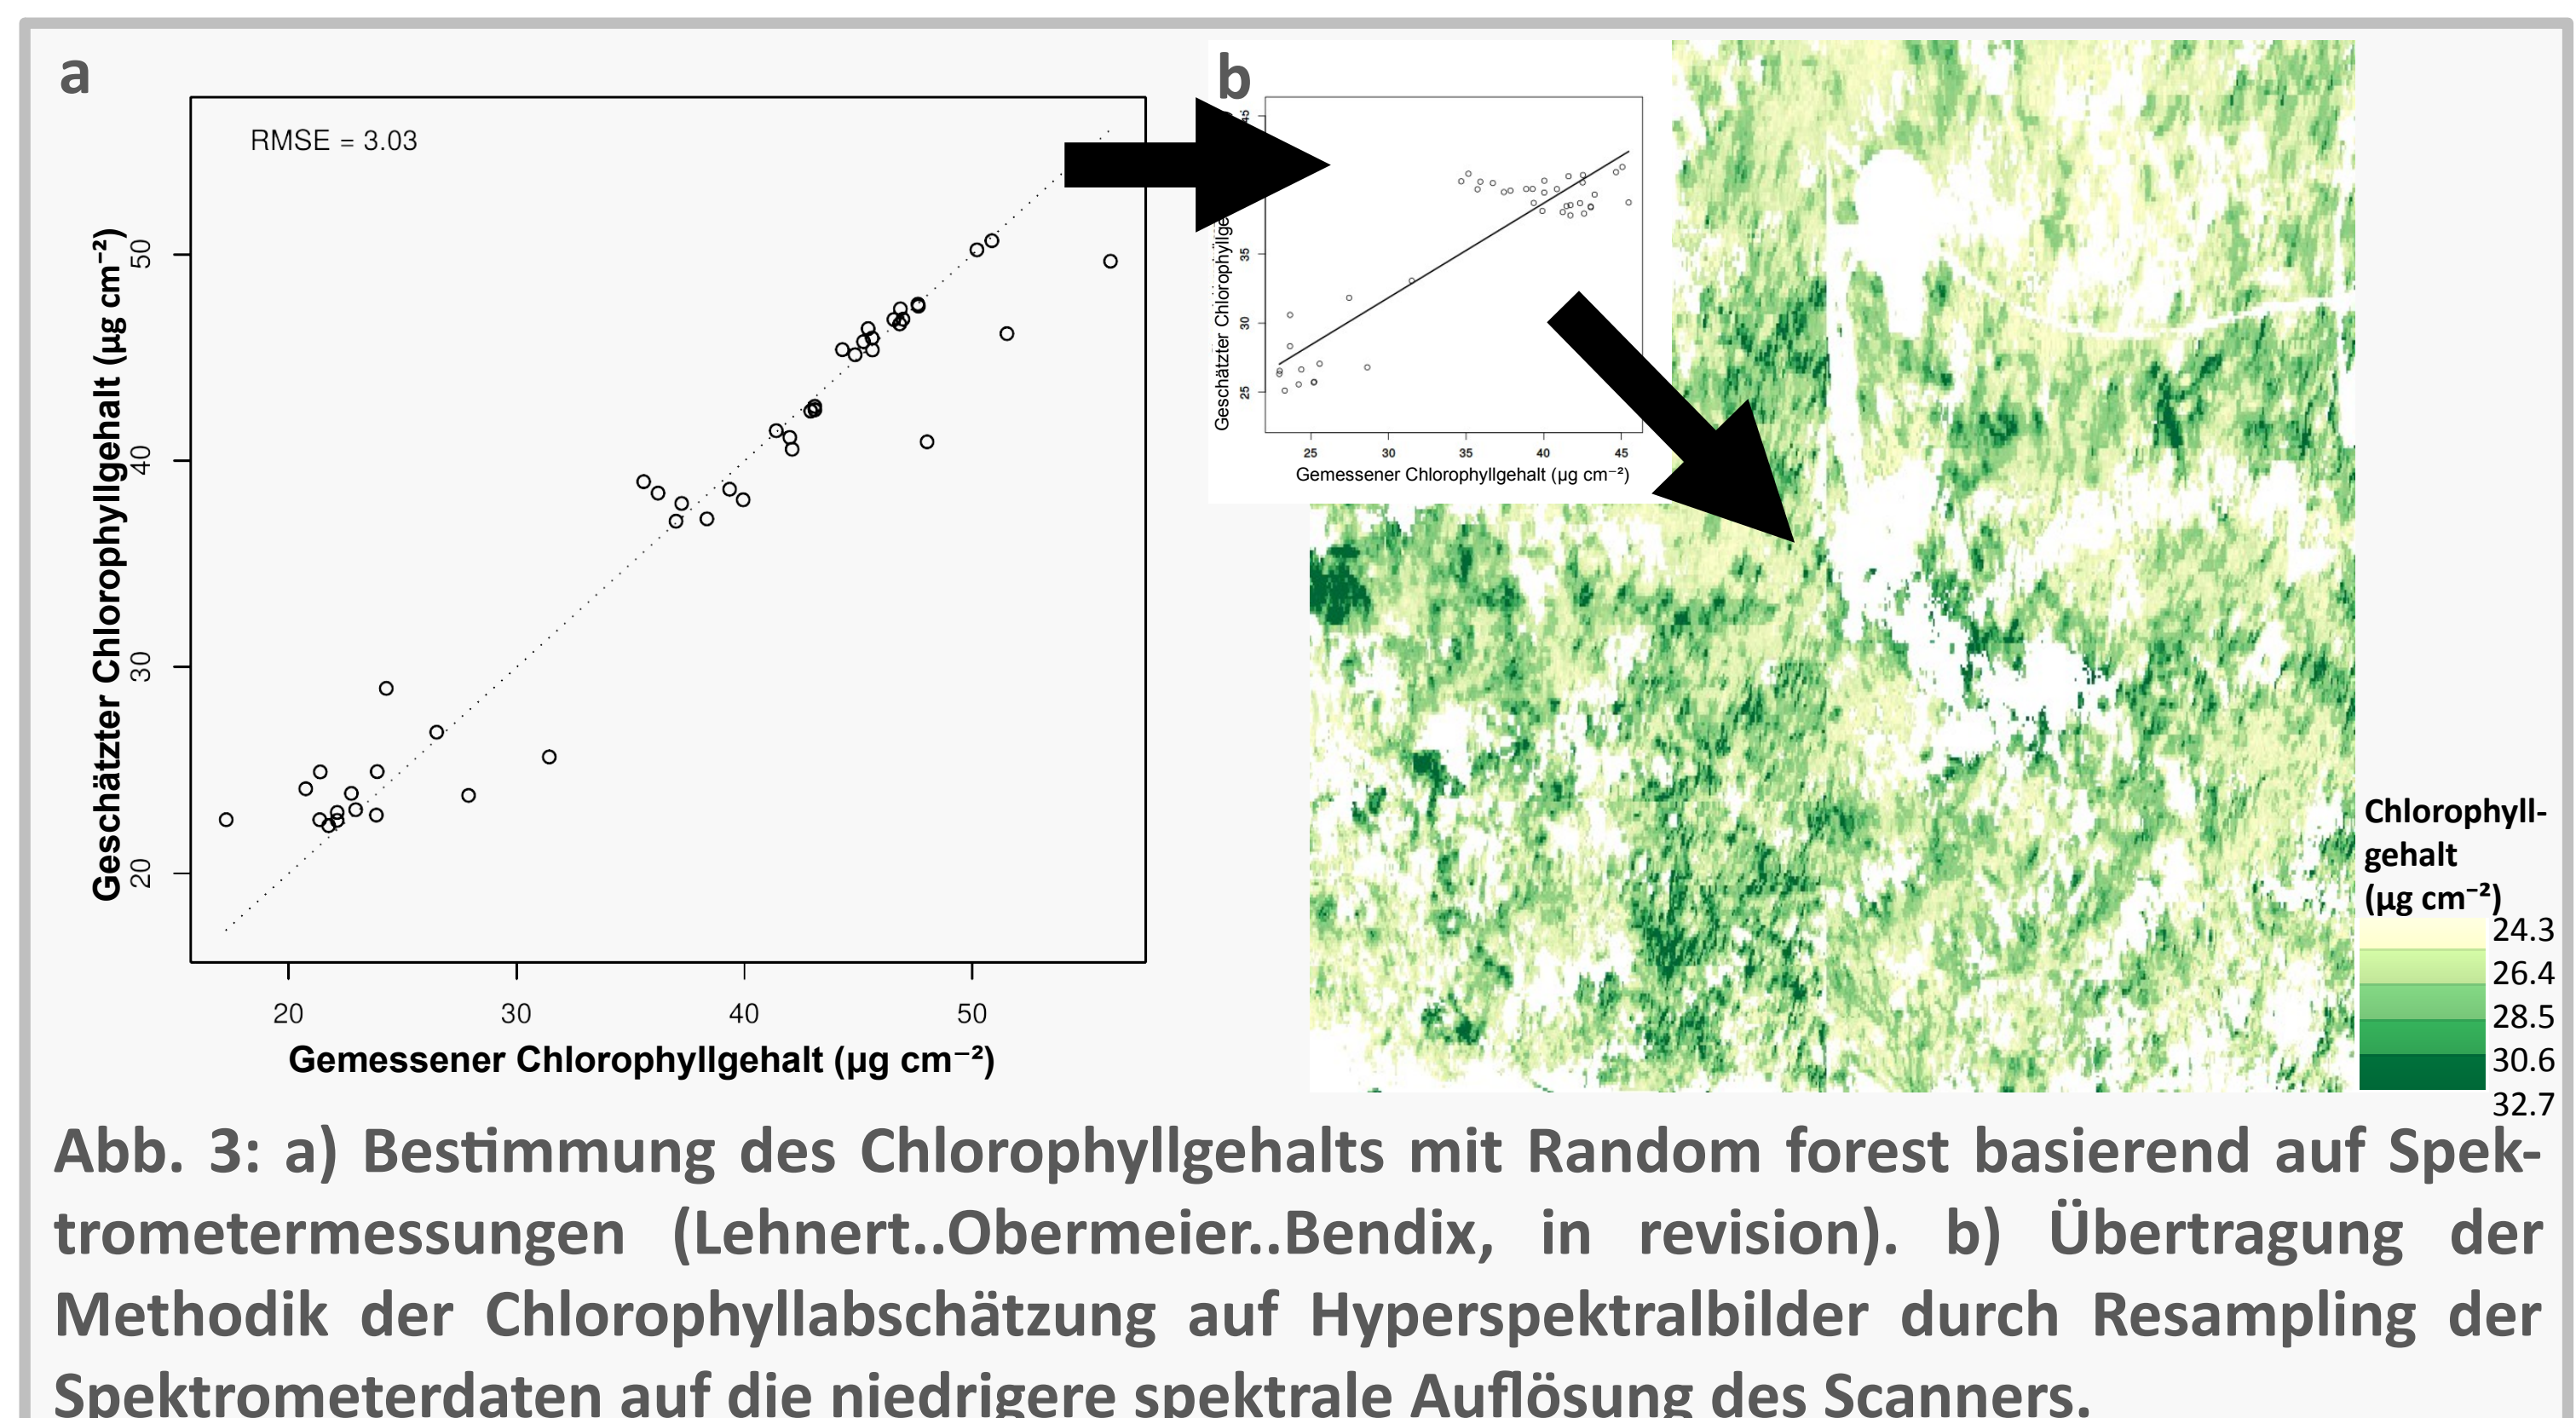 a
RMSE = 3.03
Geschätzter Chlorophyllgehalt (µg cm⁻²)
50
40
30
20
20 30 40 50
Gemessener Chlorophyllgehalt (µg cm⁻²)
b
Geschätzter Chlorophyllge
45
35
30
25
25 30 35 40 45
Gemessener Chlorophyllgehalt (µg cm⁻²)
Chlorophyll-
gehalt
(µg cm⁻²)
24.3
26.4
28.5
30.6
32.7
Abb. 3: a) Bestimmung des Chlorophyllgehalts mit Random forest basierend auf Spek-
trometermessungen (Lehnert..Obermeier..Bendix, in revision). b) Übertragung der
Methodik der Chlorophyllabschätzung auf Hyperspektralbilder durch Resampling der
Spektrometerdaten auf die niedrigere spektrale Auflösung des Scanners.